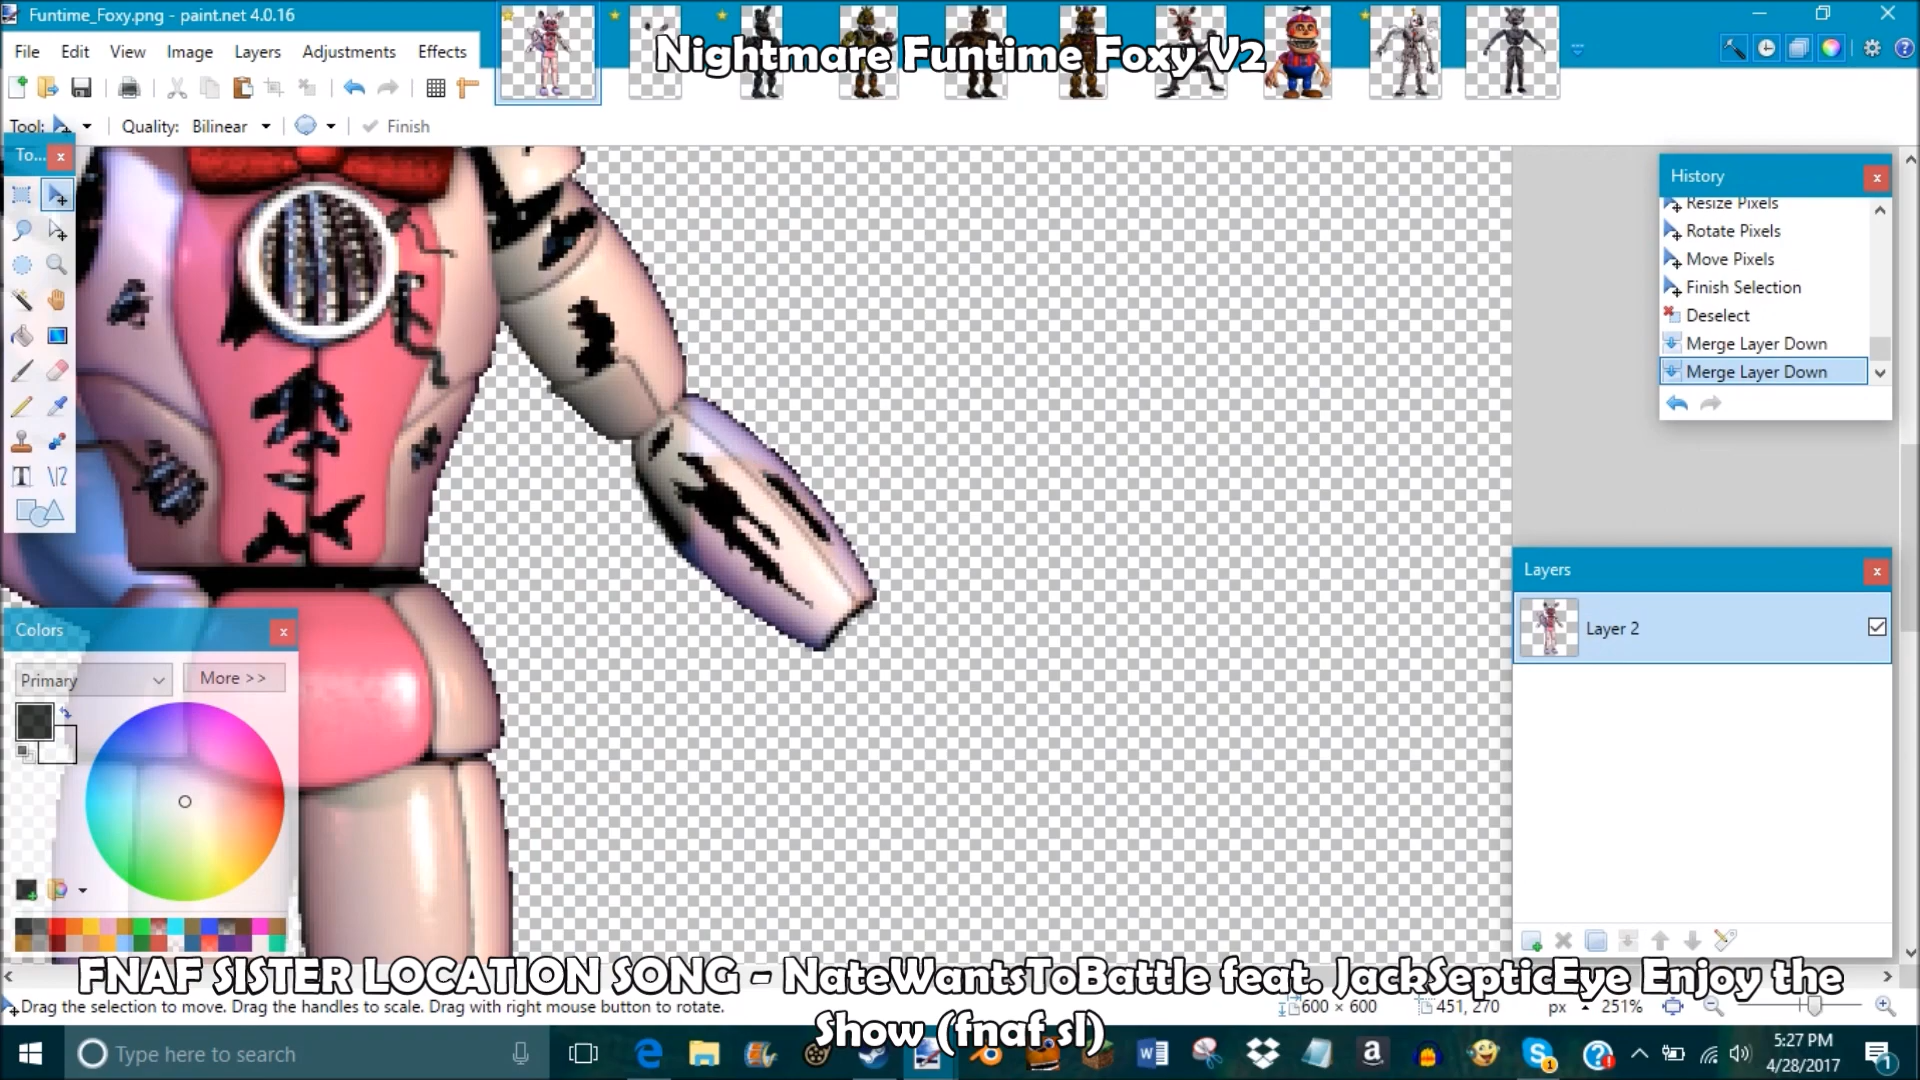 Funtime_Foxy.png - paint.net 4.0.16
Nightmare Funtime Foxy V2
File Edit View Image Layers Adjustments Effects
Tool: Quality: Bilinear Finish
To... x
History x
Resize Pixels
Rotate Pixels
Move Pixels
Finish Selection
Deselect
Merge Layer Down
Merge Layer Down
Layers x
Layer 2
Colors x
Primary More >>
FNAF SISTER LOCATION SONG - NateWantsToBattle feat. JackSepticEye Enjoy the
Show (fnaf sl)
Drag the selection to move. Drag the handles to scale. Drag with right mouse button to rotate. 600 × 600 451, 270 px 251%
Type here to search
5:27 PM
4/28/2017